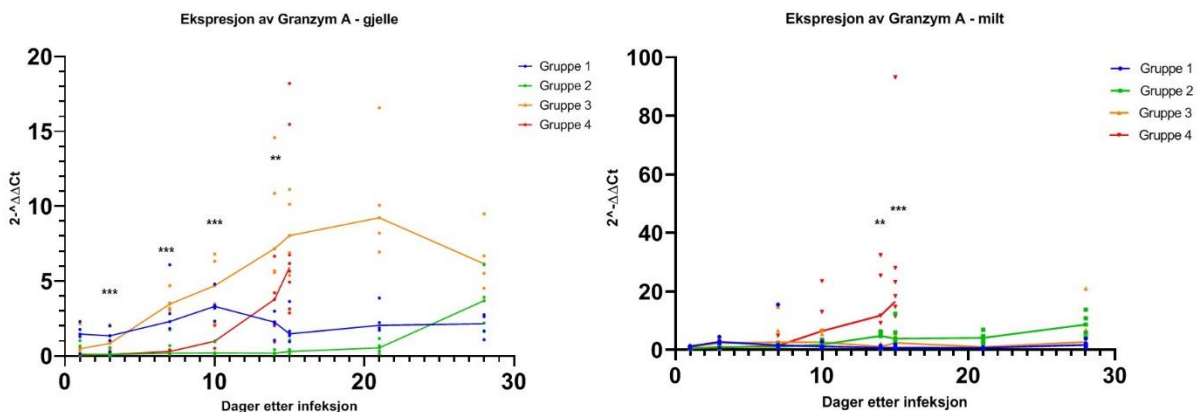 Ekspresjon av Granzym A - gjelle
20
15
10
5
0
2-^ΔΔCt
0
10
20
30
Dager etter infeksjon
***
***
***
**
Gruppe 1
Gruppe 2
Gruppe 3
Gruppe 4
Ekspresjon av Granzym A - milt
100
80
60
40
20
0
2^-ΔΔCt
0
10
20
30
Dager etter infeksjon
**
***
Gruppe 1
Gruppe 2
Gruppe 3
Gruppe 4